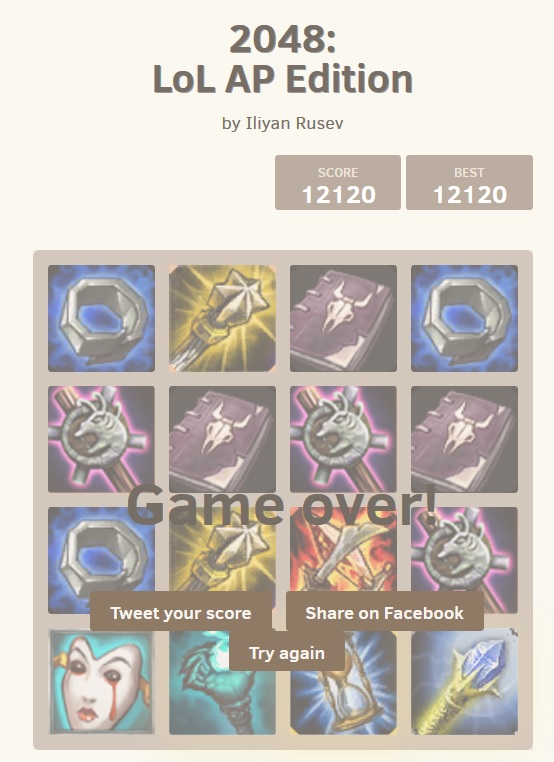 2048:
LoL AP Edition
by Iliyan Rusev
SCORE
12120
BEST
12120
Game over!
Tweet your score
Share on Facebook
Try again